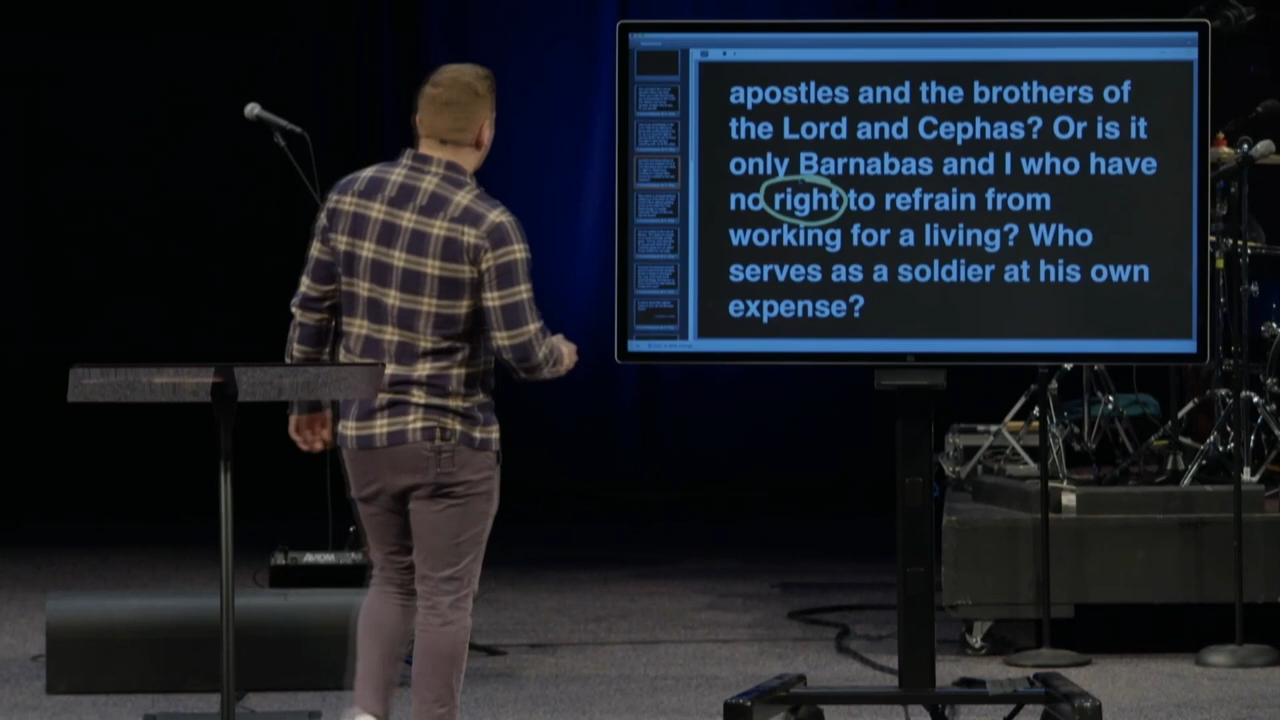 apostles and the brothers of
the Lord and Cephas? Or is it
only Barnabas and I who have
no right to refrain from
working for a living? Who
serves as a soldier at his own
expense?
AVIOM